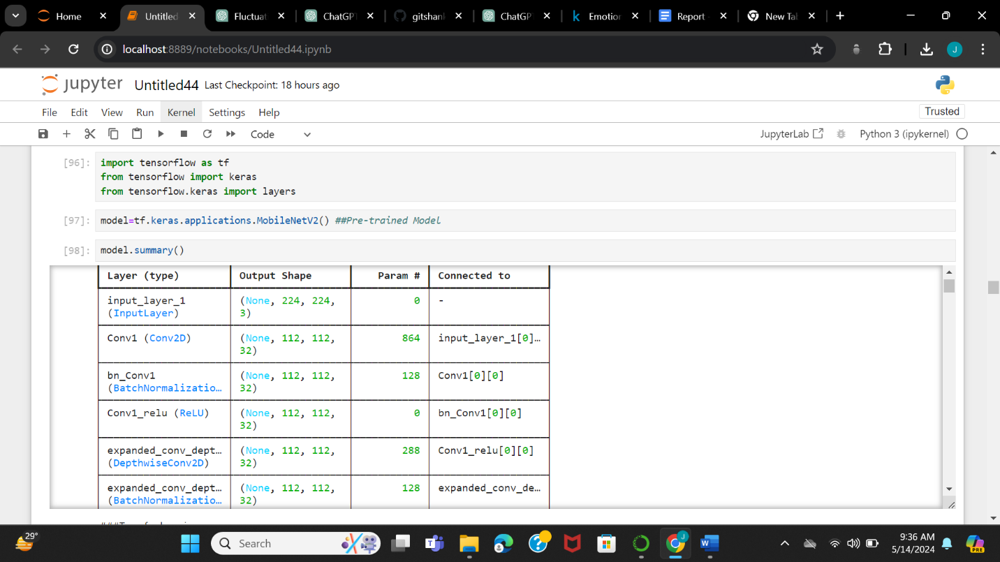 Home
Untitled
Fluctuat
ChatGPT
gitshank
ChatGP
Emotion
Report
New Tab
localhost:8889/notebooks/Untitled44.ipynb
J
jupyter Untitled44 Last Checkpoint: 18 hours ago
File Edit View Run Kernel Settings Help
Trusted
Code
JupyterLab
Python 3 (ipykernel)
[96]:
import tensorflow as tf
from tensorflow import keras
from tensorflow.keras import layers
[97]:
model=tf.keras.applications.MobileNetV2() ##Pre-trained Model
[98]:
model.summary()
Layer (type) Output Shape Param # Connected to
input_layer_1 (None, 224, 224, 0 -
(InputLayer) 3)
Conv1 (Conv2D) (None, 112, 112, 864 input_layer_1[0]…
32)
bn_Conv1 (None, 112, 112, 128 Conv1[0][0]
(BatchNormalizatio… 32)
Conv1_relu (ReLU) (None, 112, 112, 0 bn_Conv1[0][0]
32)
expanded_conv_dept… (None, 112, 112, 288 Conv1_relu[0][0]
(DepthwiseConv2D) 32)
expanded_conv_dept… (None, 112, 112, 128 expanded_conv_de…
(BatchNormalizatio… 32)
29°
Search
J
9:36 AM
5/14/2024
PRE